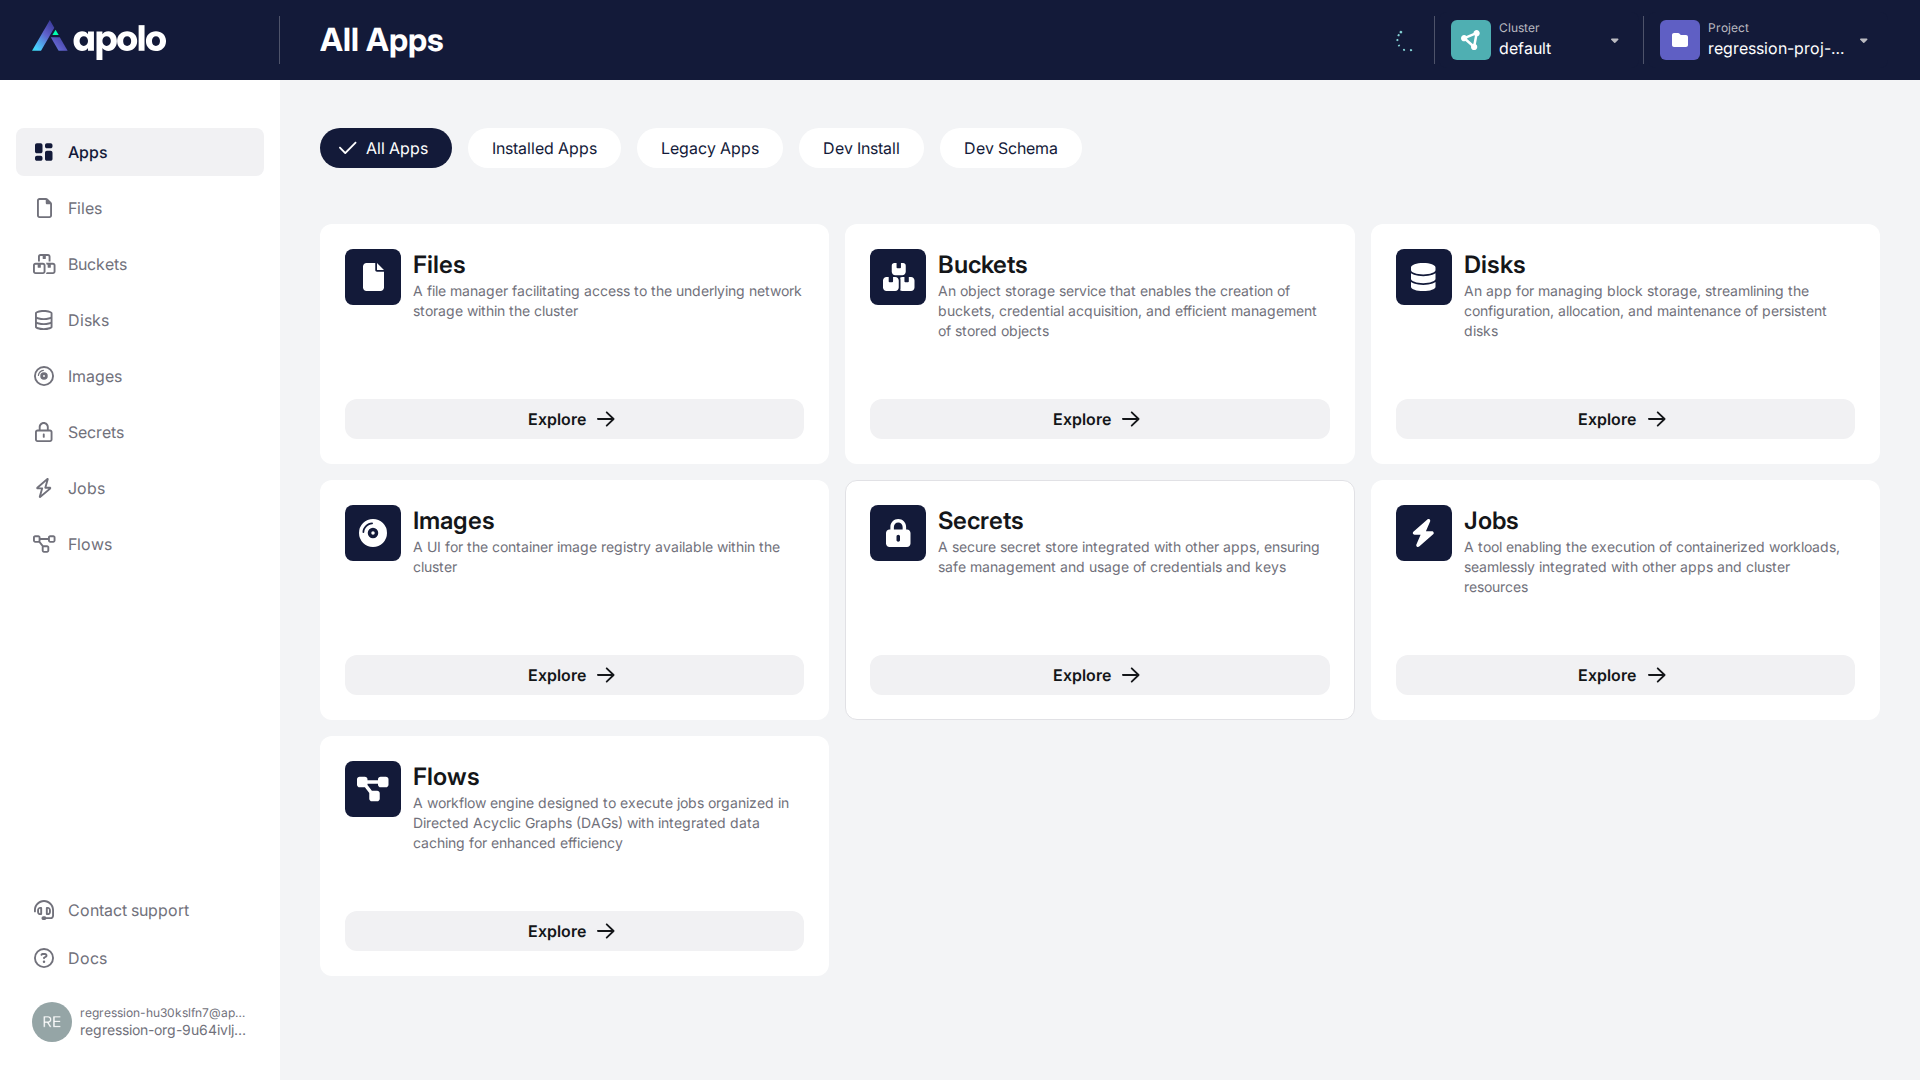 apolo
All Apps
Cluster
default
Project
regression-proj-...
Apps
Files
Buckets
Disks
Images
Secrets
Jobs
Flows
Contact support
Docs
RE
regression-hu30kslfn7@ap...
regression-org-9u64ivlj...
All Apps
Installed Apps
Legacy Apps
Dev Install
Dev Schema
Files
A file manager facilitating access to the underlying network
storage within the cluster
Explore
Buckets
An object storage service that enables the creation of
buckets, credential acquisition, and efficient management
of stored objects
Explore
Disks
An app for managing block storage, streamlining the
configuration, allocation, and maintenance of persistent
disks
Explore
Images
A UI for the container image registry available within the
cluster
Explore
Secrets
A secure secret store integrated with other apps, ensuring
safe management and usage of credentials and keys
Explore
Jobs
A tool enabling the execution of containerized workloads,
seamlessly integrated with other apps and cluster
resources
Explore
Flows
A workflow engine designed to execute jobs organized in
Directed Acyclic Graphs (DAGs) with integrated data
caching for enhanced efficiency
Explore